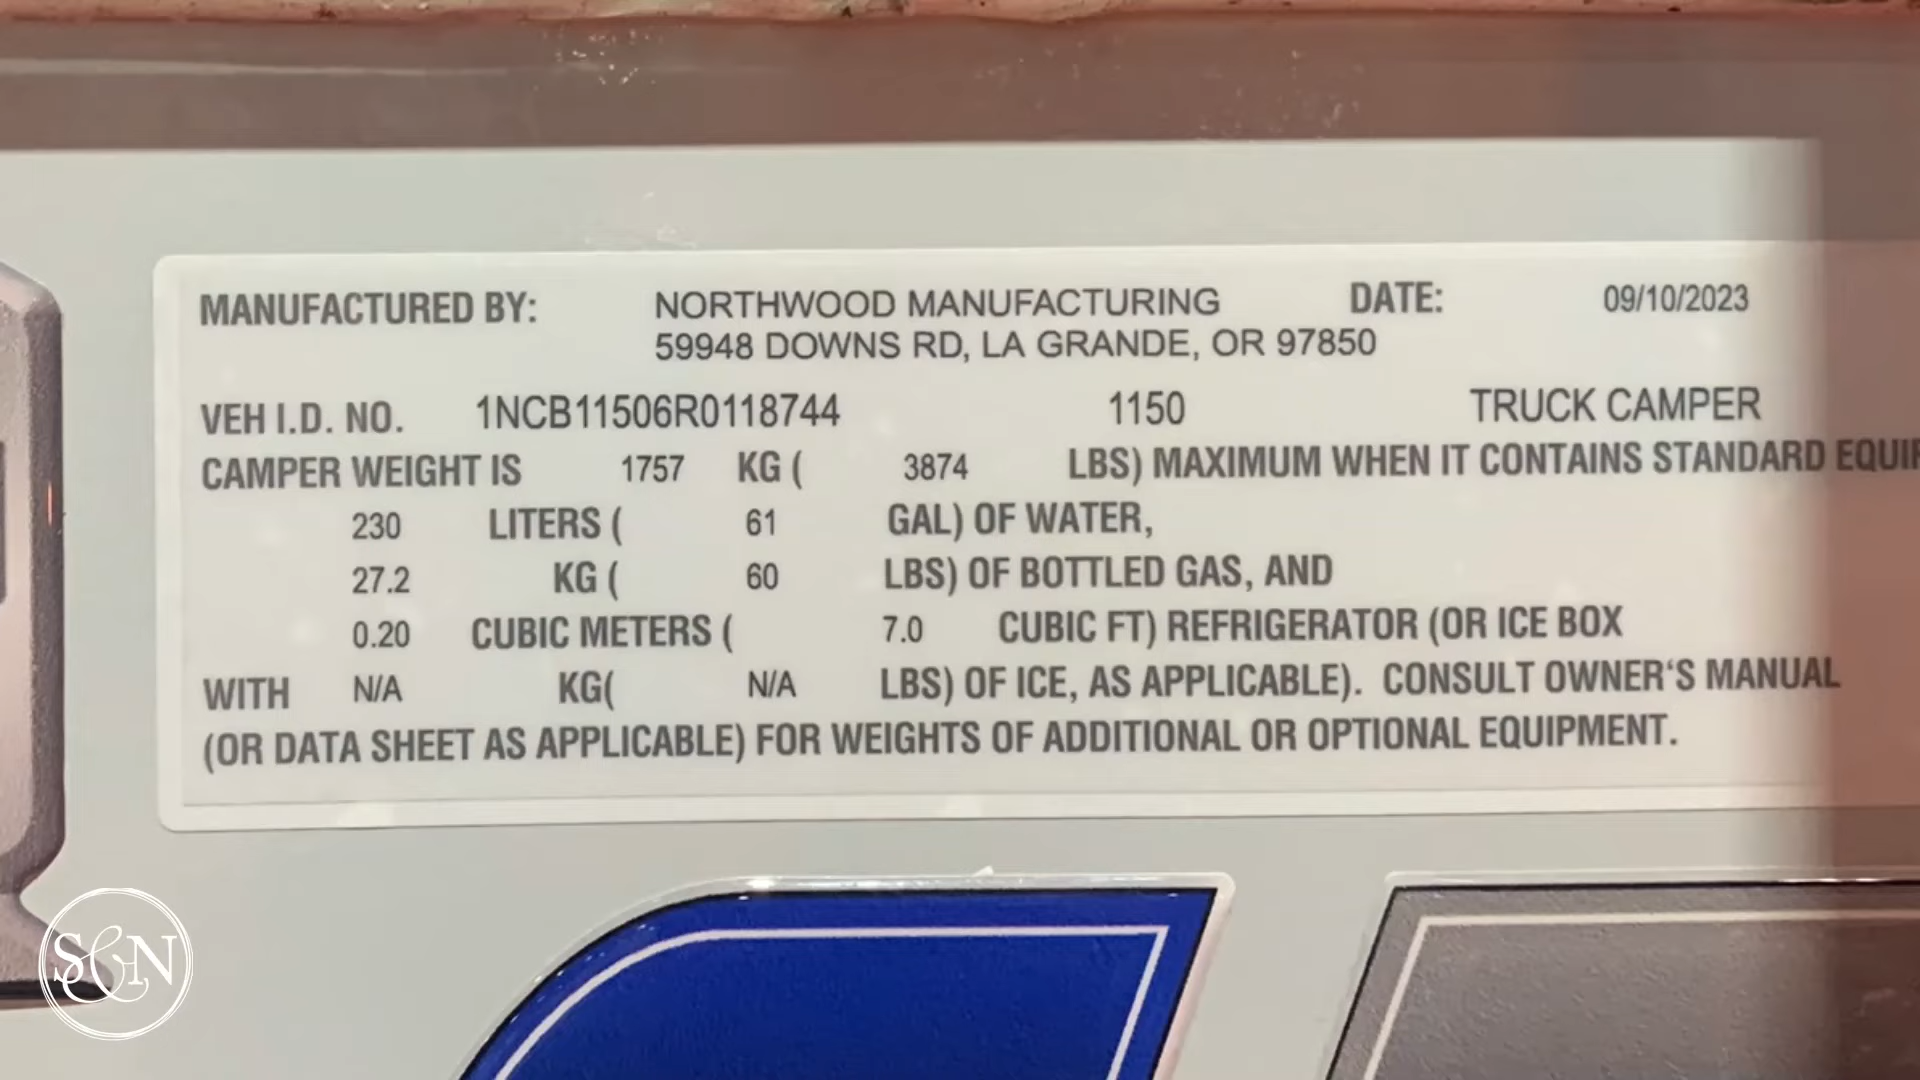 MANUFACTURED BY: NORTHWOOD MANUFACTURING DATE: 09/10/2023
59948 DOWNS RD, LA GRANDE, OR 97850
VEH I.D. NO. 1NCB11506R0118744 1150 TRUCK CAMPER
CAMPER WEIGHT IS 1757 KG ( 3874 LBS) MAXIMUM WHEN IT CONTAINS STANDARD
230 LITERS ( 61 GAL) OF WATER,
27.2 KG ( 60 LBS) OF BOTTLED GAS, AND
0.20 CUBIC METERS ( 7.0 CUBIC FT) REFRIGERATOR (OR ICE BOX
WITH N/A KG( N/A LBS) OF ICE, AS APPLICABLE). CONSULT OWNER'S MANUAL
(OR DATA SHEET AS APPLICABLE) FOR WEIGHTS OF ADDITIONAL OR OPTIONAL EQUIPMENT.
S&N